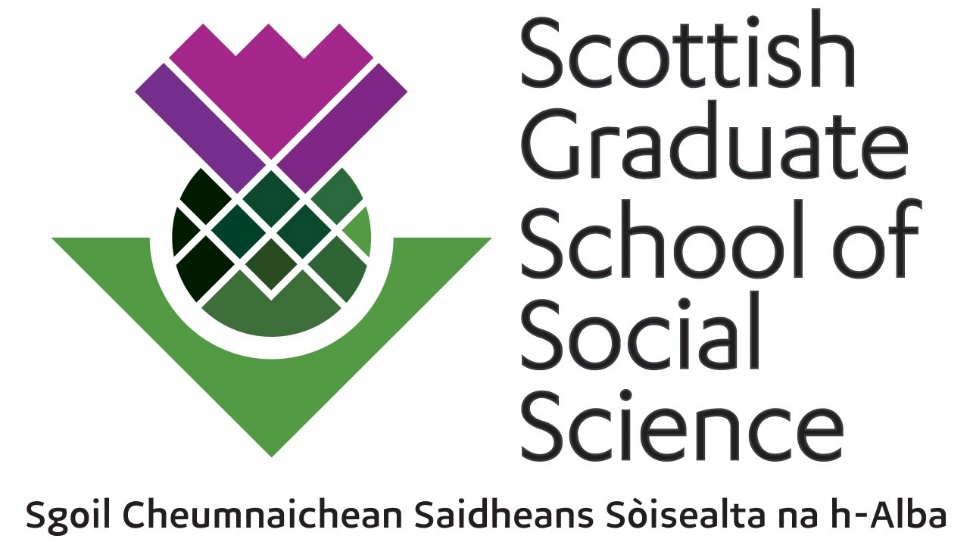 Scottish
Graduate
School of
Social
Science
Sgoil Cheumnaichean Saidheans Sòisealta na h-Alba